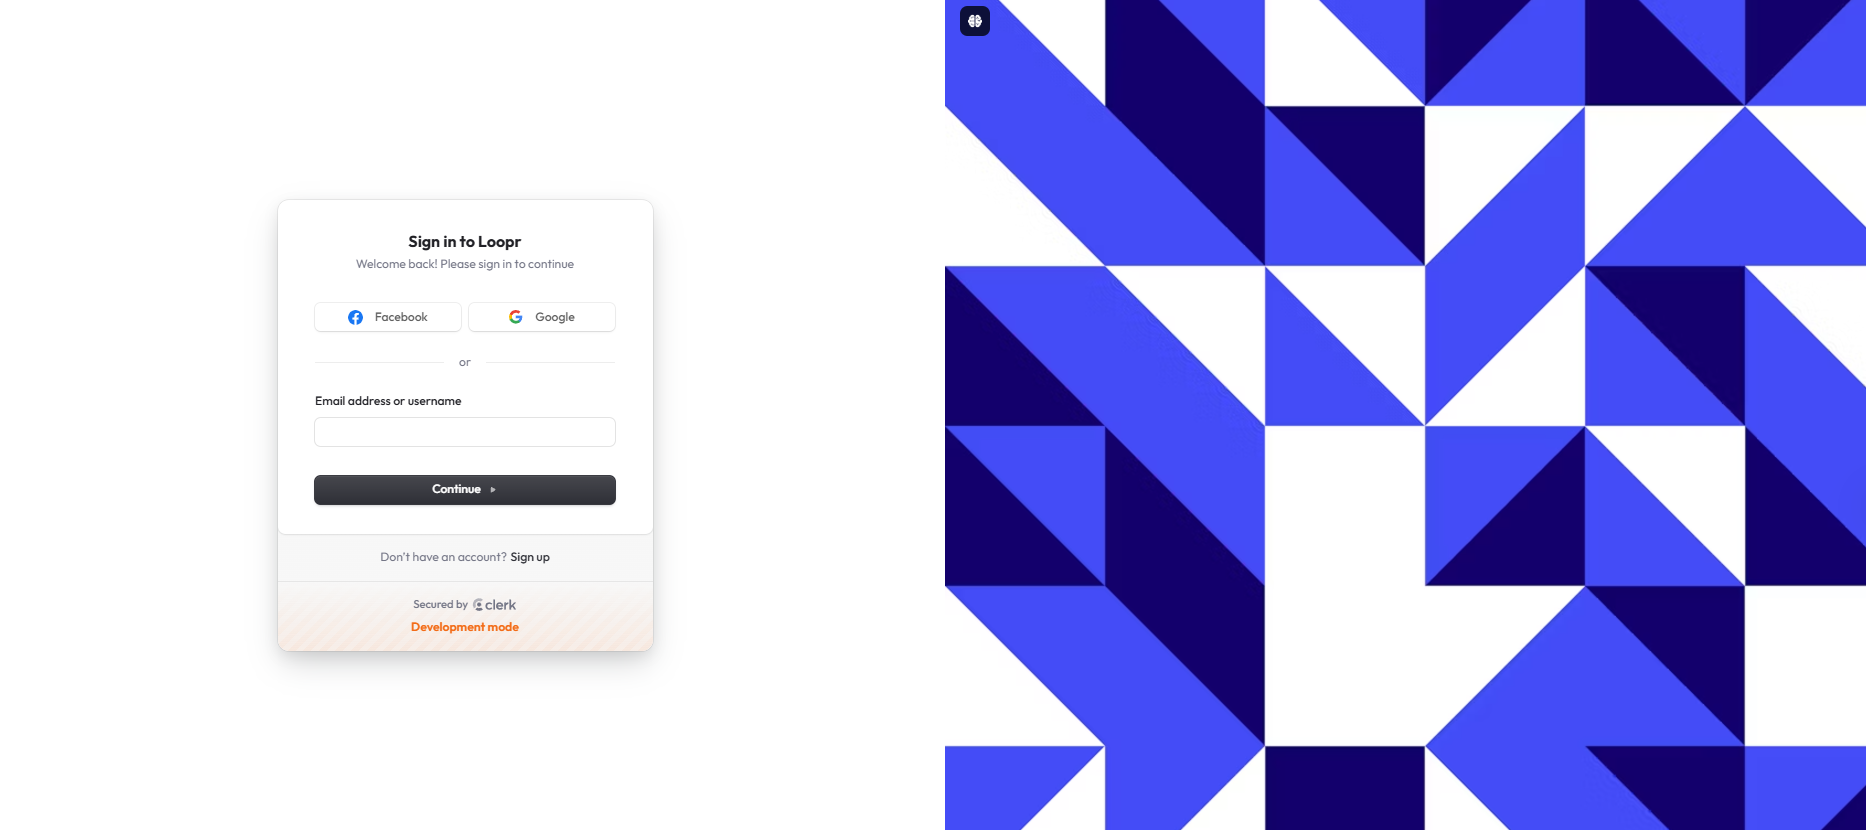 Sign in to Loopr
Welcome back! Please sign in to continue
Facebook
Google
or
Email address or username
Continue
Don’t have an account? Sign up
Secured by clerk
Development mode